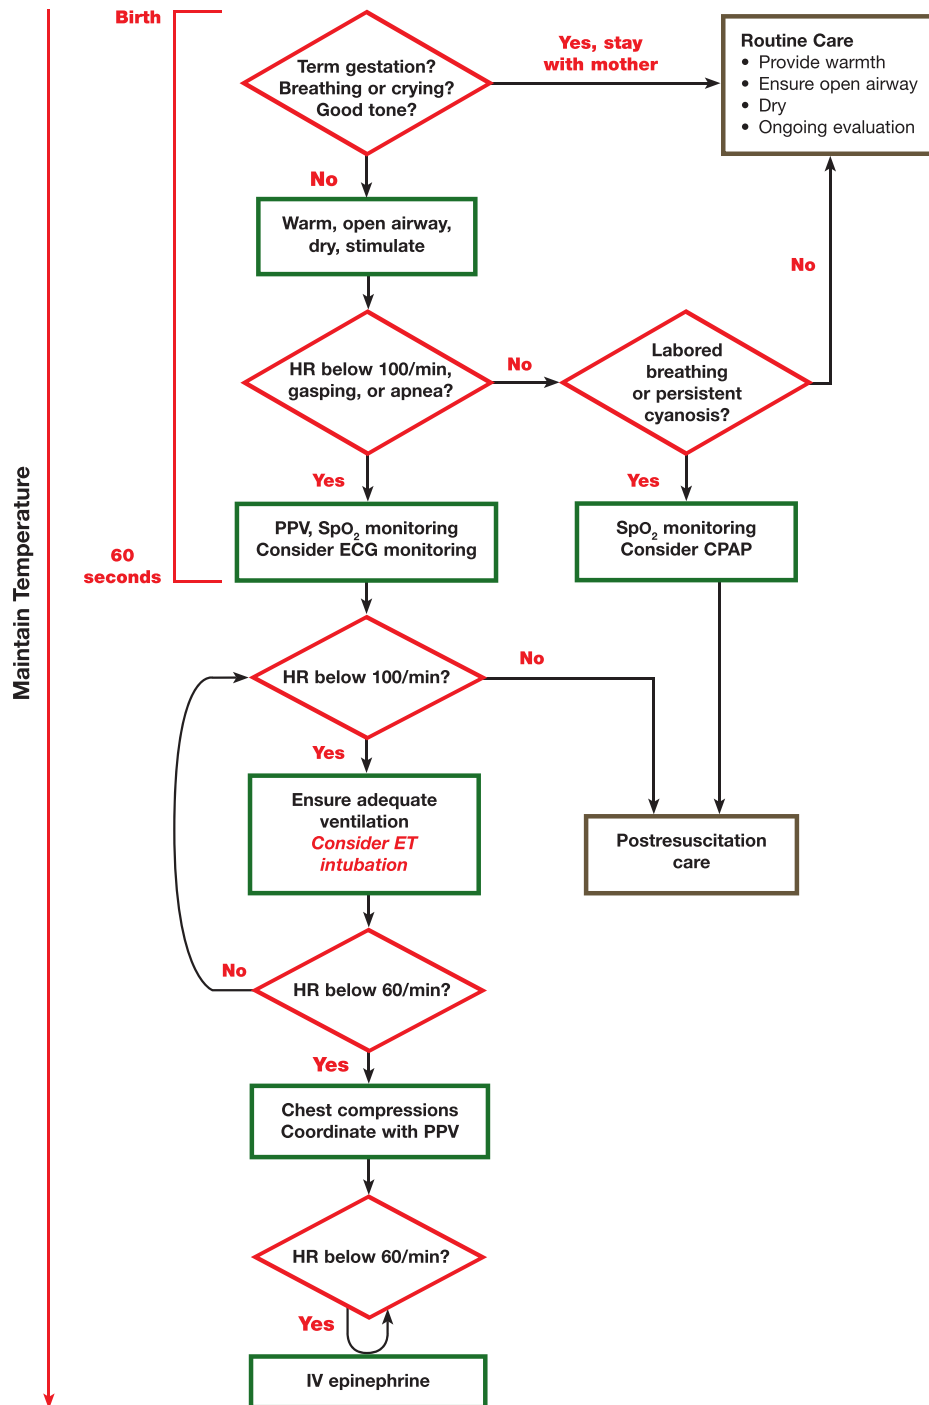 Birth
Term gestation?
Breathing or crying?
Good tone?
Yes, stay
with mother
Routine Care
• Provide warmth
• Ensure open airway
• Dry
• Ongoing evaluation
No
Warm, open airway,
dry, stimulate
No
HR below 100/min,
gasping, or apnea?
No
Labored
breathing
or persistent
cyanosis?
Yes
Yes
PPV, SpO₂ monitoring
Consider ECG monitoring
SpO₂ monitoring
Consider CPAP
60
seconds
Maintain Temperature
HR below 100/min?
No
Yes
Ensure adequate
ventilation
Consider ET
intubation
Postresuscitation
care
No
HR below 60/min?
Yes
Chest compressions
Coordinate with PPV
HR below 60/min?
Yes
IV epinephrine